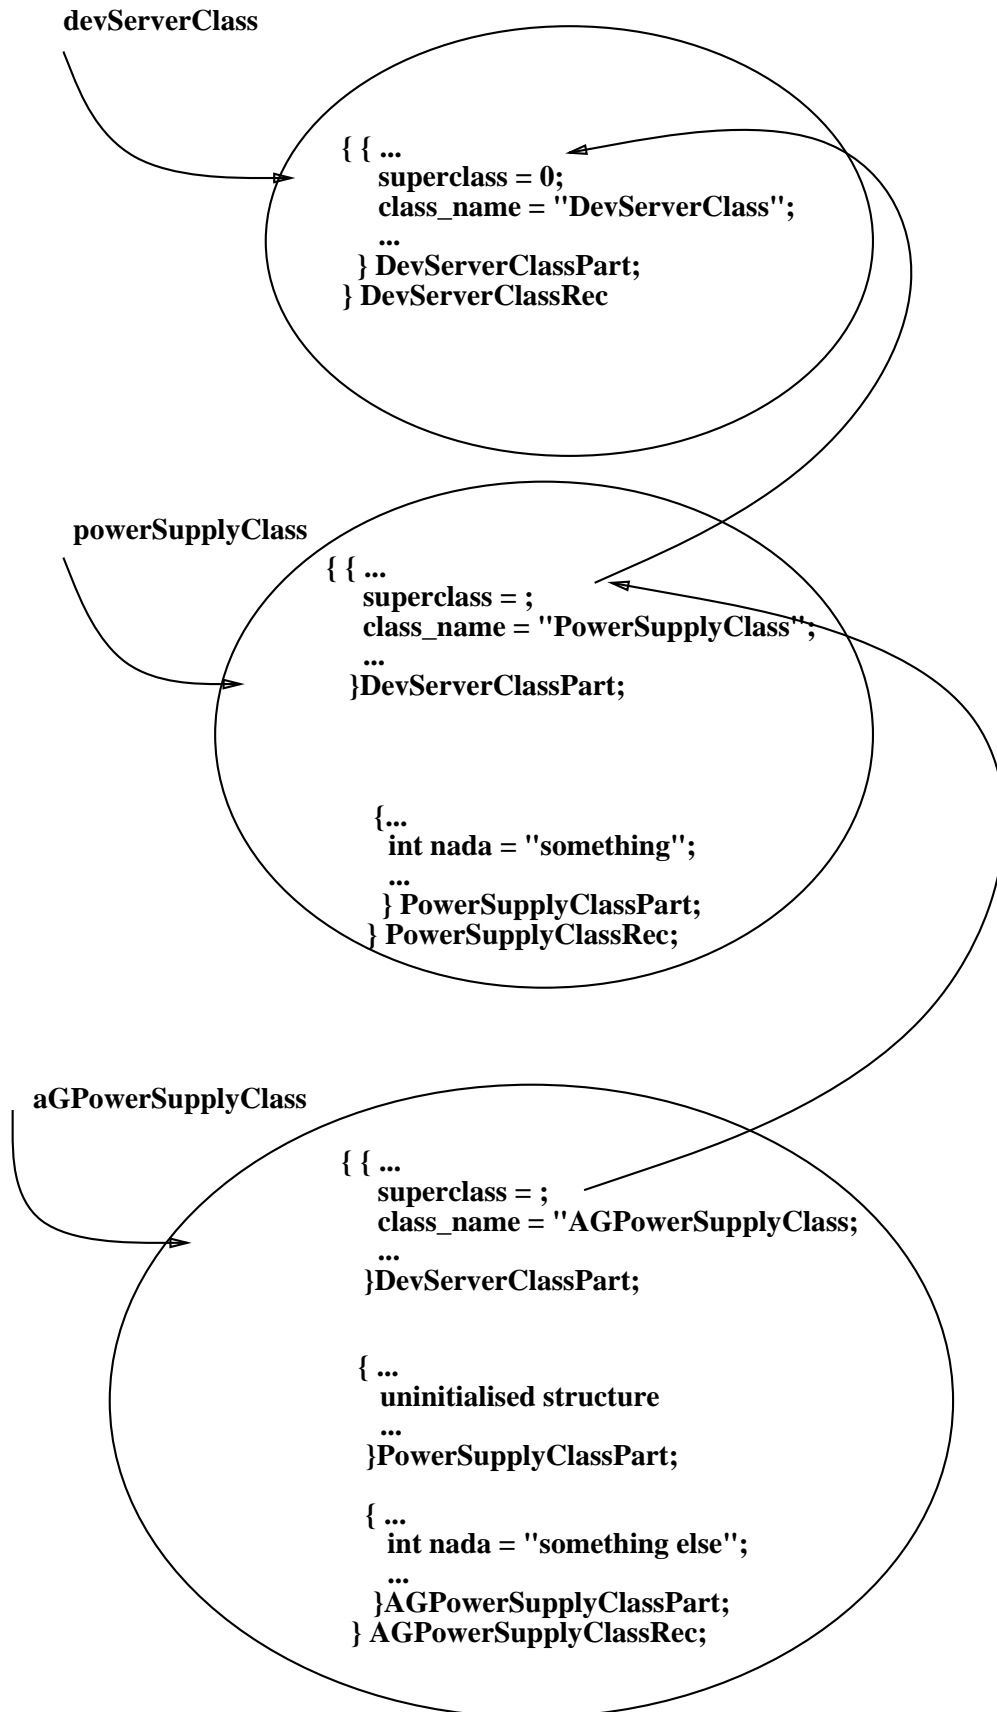 devServerClass
{ { ...
superclass = 0;
class_name = "DevServerClass";
...
} DevServerClassPart;
} DevServerClassRec
powerSupplyClass
{ { ...
superclass = ;
class_name = "PowerSupplyClass";
...
}DevServerClassPart;
{...
int nada = "something";
...
} PowerSupplyClassPart;
} PowerSupplyClassRec;
aGPowerSupplyClass
{ { ...
superclass = ;
class_name = "AGPowerSupplyClass;
...
}DevServerClassPart;
{ ...
uninitialised structure
...
}PowerSupplyClassPart;
{ ...
int nada = "something else";
...
}AGPowerSupplyClassPart;
} AGPowerSupplyClassRec;